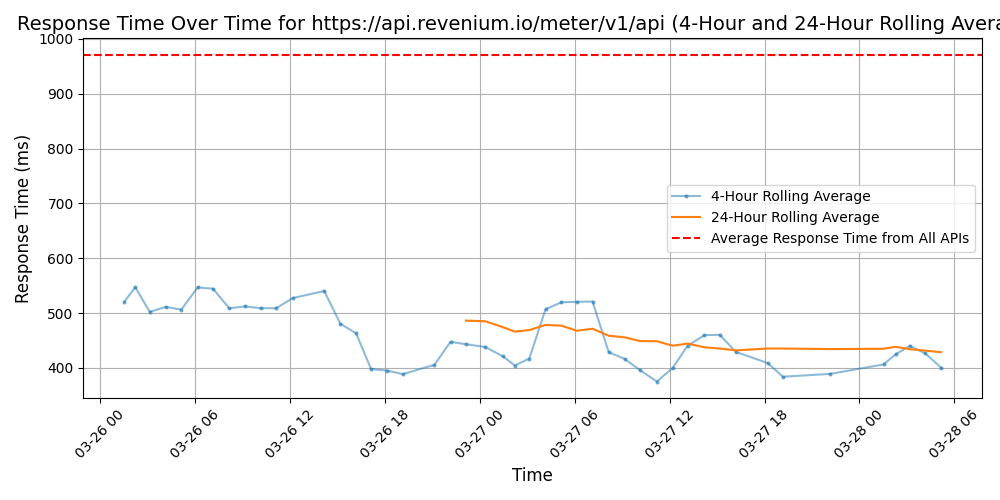 Response Time Over Time for https://api.revenium.io/meter/v1/api (4-Hour and 24-Hour Rolling Avera
1000
900
800
700
600
500
400
Response Time (ms)
4-Hour Rolling Average
24-Hour Rolling Average
Average Response Time from All APIs
03-26 00
03-26 06
03-26 12
03-26 18
03-27 00
03-27 06
03-27 12
03-27 18
03-28 00
03-28 06
Time